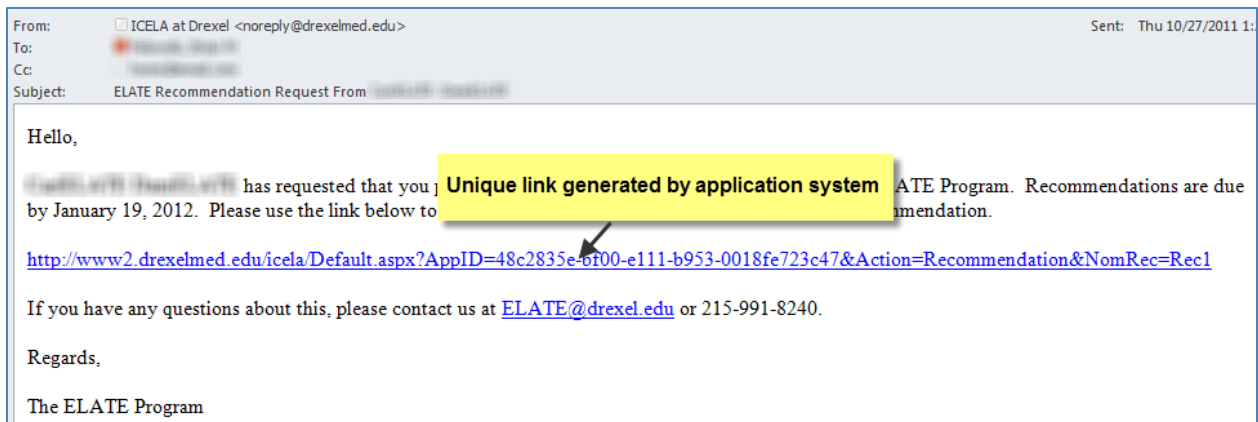 From: ICELA at Drexel <noreply@drexelmed.edu> Sent: Thu 10/27/2011 1:
To:
Cc:
Subject: ELATE Recommendation Request From
Hello,
has requested that you Unique link generated by application system ATE Program. Recommendations are due
by January 19, 2012. Please use the link below to mmendation.
http://www2.drexelmed.edu/icela/Default.aspx?AppID=48c2835e-bf00-e111-b953-0018fe723c47&Action=Recommendation&NomRec=Rec1
If you have any questions about this, please contact us at ELATE@drexel.edu or 215-991-8240.
Regards,
The ELATE Program